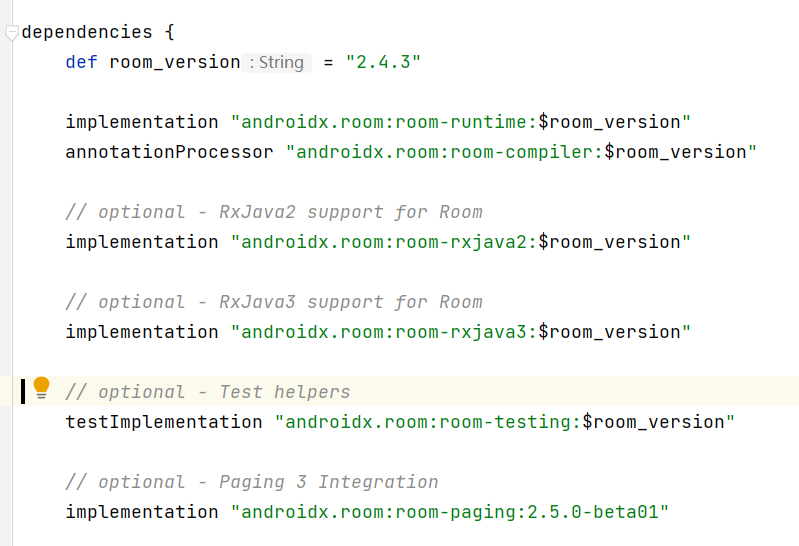 dependencies {
def room_version : String = "2.4.3"
implementation "androidx.room:room-runtime:$room_version"
annotationProcessor "androidx.room:room-compiler:$room_version"
// optional - RxJava2 support for Room
implementation "androidx.room:room-rxjava2:$room_version"
// optional - RxJava3 support for Room
implementation "androidx.room:room-rxjava3:$room_version"
// optional - Test helpers
testImplementation "androidx.room:room-testing:$room_version"
// optional - Paging 3 Integration
implementation "androidx.room:room-paging:2.5.0-beta01"